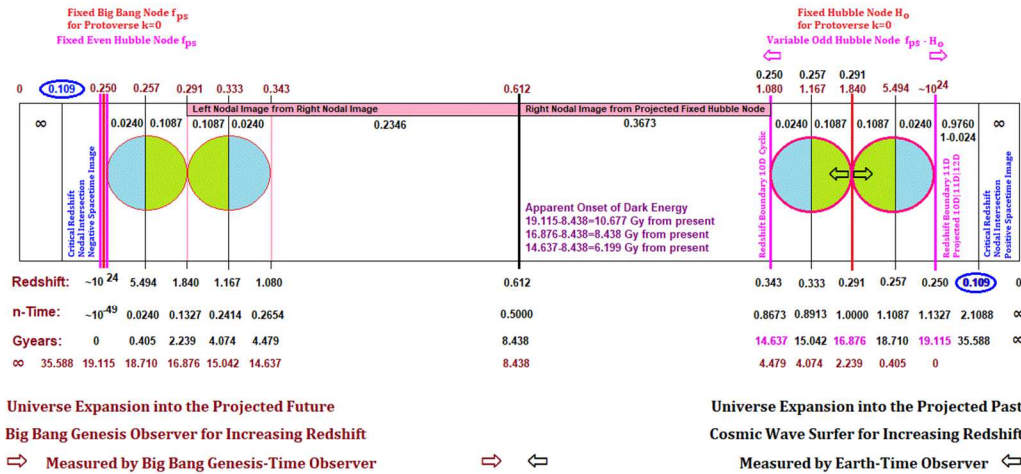 Fixed Big Bang Node fps
for Protoverse k=0
Fixed Even Hubble Node fps
Fixed Hubble Node Ho
for Protoverse k=0
Variable Odd Hubble Node fps - Ho
0.250 0.257 0.291
0 0.109 0.250 0.257 0.291 0.333 0.343 0.612 1.080 1.167 1.840 5.494 ~10 24
Left Nodal Image from Right Nodal Image
Right Nodal Image from Projected Fixed Hubble Node
∞ 0.0240 0.1087 0.1087 0.0240 0.2346 0.3673 0.0240 0.1087 0.1087 0.0240 0.9760 ∞
1-0.024
Critical Redshift
Nodal Intersection
Negative Spacetime Image
Apparent Onset of Dark Energy
19.115-8.438=10.677 Gy from present
16.876-8.438=8.438 Gy from present
14.637-8.438=6.199 Gy from present
Redshift Boundary 10D Cyclic
Redshift Boundary 11D
Projected 10D|11D|12D
Critical Redshift
Nodal Intersection
Positive Spacetime Image
Redshift: ~10 24 5.494 1.840 1.167 1.080 0.612 0.343 0.333 0.291 0.257 0.250 0.109 0
n-Time: ~10-49 0.0240 0.1327 0.2414 0.2654 0.5000 0.8673 0.8913 1.0000 1.1087 1.1327 2.1088 ∞
Gyears: 0 0.405 2.239 4.074 4.479 8.438 14.637 15.042 16.876 18.710 19.115 35.588 ∞
∞ 35.588 19.115 18.710 16.876 15.042 14.637 8.438 4.479 4.074 2.239 0.405 0
Universe Expansion into the Projected Future
Universe Expansion into the Projected Past
Big Bang Genesis Observer for Increasing Redshift
Cosmic Wave Surfer for Increasing Redshift
Measured by Big Bang Genesis-Time Observer
Measured by Earth-Time Observer